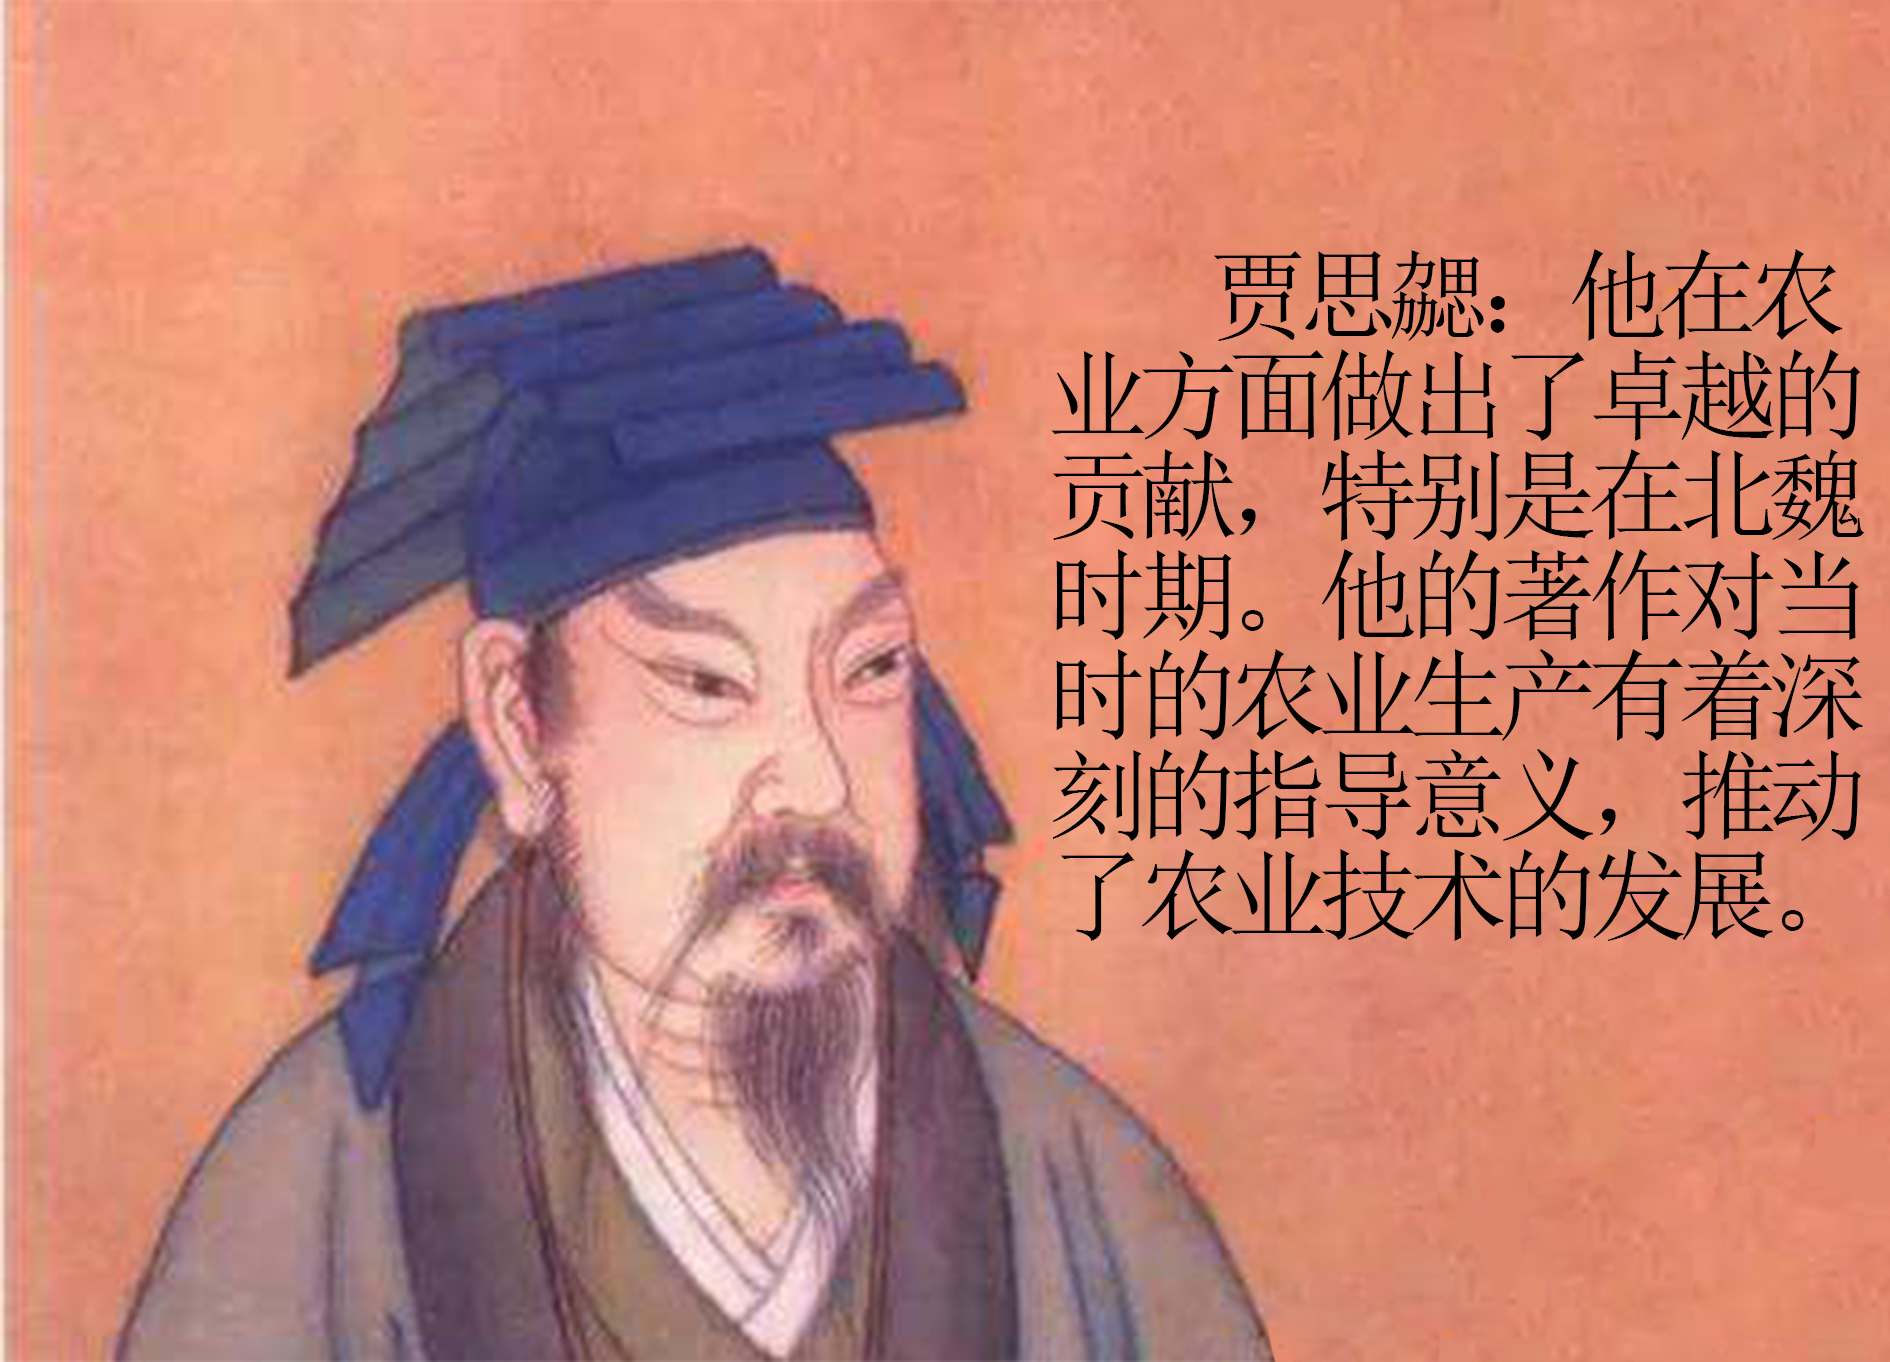 贾思勰：他在农
业方面做出了卓越的
贡献，特别是在北魏
时期。他的著作对当
时的农业生产有着深
刻的指导意义，推动
了农业技术的发展。